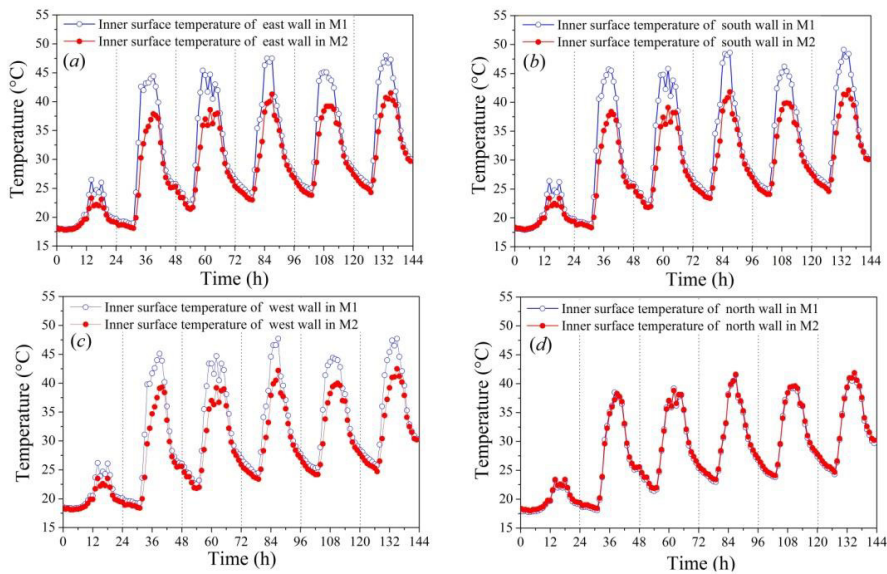 Inner surface temperature of east wall in M1
Inner surface temperature of east wall in M2
(a)
Temperature (°C)
55
50
45
40
35
30
25
20
15
0 12 24 36 48 60 72 84 96 108 120 132 144
Time (h)
Inner surface temperature of south wall in M1
Inner surface temperature of south wall in M2
(b)
Temperature (°C)
55
50
45
40
35
30
25
20
15
0 12 24 36 48 60 72 84 96 108 120 132 144
Time (h)
Inner surface temperature of west wall in M1
Inner surface temperature of west wall in M2
(c)
Temperature (°C)
55
50
45
40
35
30
25
20
15
0 12 24 36 48 60 72 84 96 108 120 132 144
Time (h)
Inner surface temperature of north wall in M1
Inner surface temperature of north wall in M2
(d)
Temperature (°C)
55
50
45
40
35
30
25
20
15
0 12 24 36 48 60 72 84 96 108 120 132 144
Time (h)